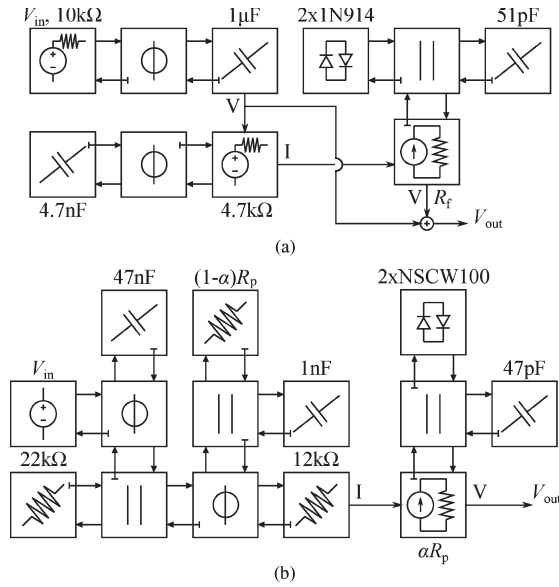 V_in, 10kΩ 1μF 2x1N914 51pF
V
I
4.7nF 4.7kΩ V R_f V_out
(a)
47nF (1-α)R_p 2xNSCW100
V_in 1nF 47pF
22kΩ 12kΩ
I V V_out
αR_p
(b)